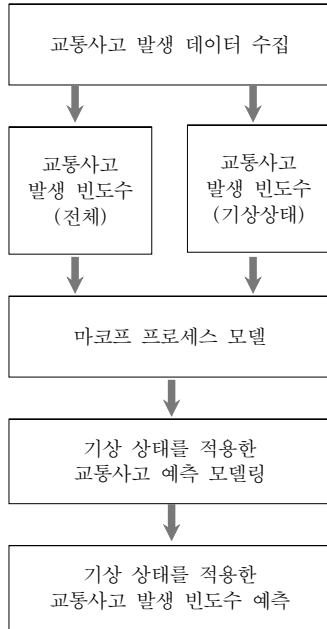 교통사고 발생 데이터 수집
교통사고
발생 빈도수
(전체)
교통사고
발생 빈도수
(기상상태)
마코프 프로세스 모델
기상 상태를 적용한
교통사고 예측 모델링
기상 상태를 적용한
교통사고 발생 빈도수 예측